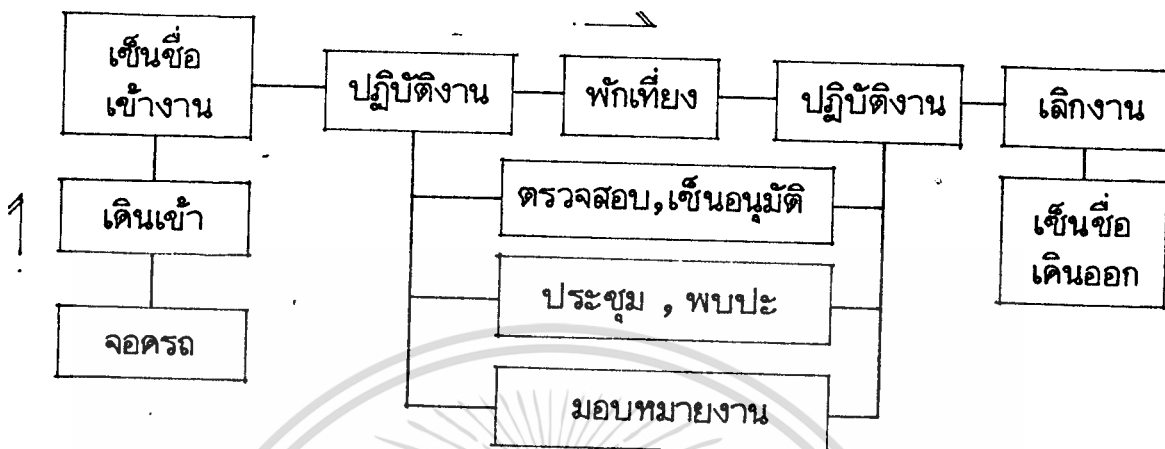 เซ็นชื่อ
เข้างาน
ปฏิบัติงาน
พักเที่ยง
ปฏิบัติงาน
เลิกงาน
เดินเข้า
จอดรถ
ตรวจสอบ,เซ็นอนุมัติ
ประชุม , พบปะ
มอบหมายงาน
เซ็นชื่อ
เดินออก